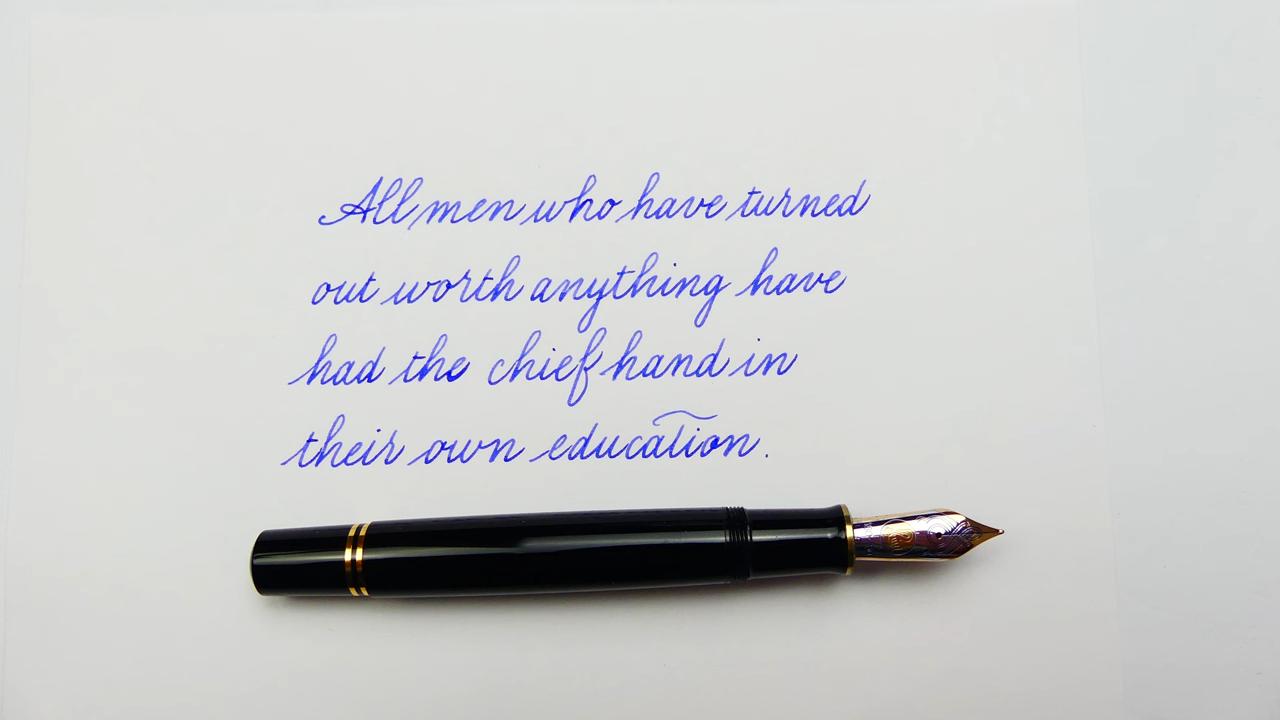 All men who have turned
out worth anything have
had the chief hand in
their own education.